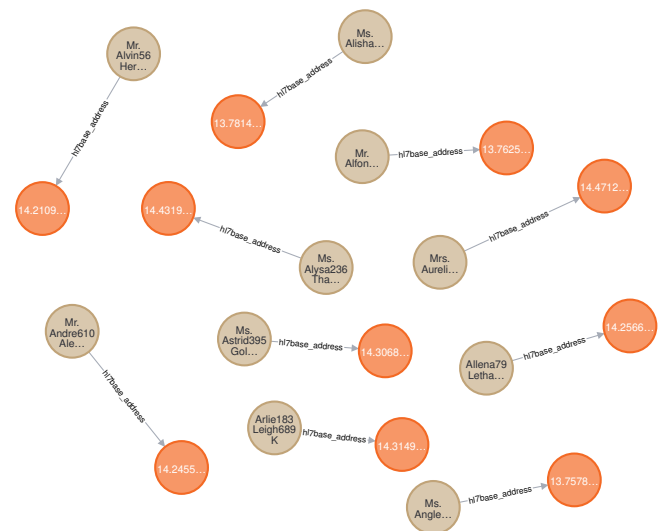 Mr.
Alvin56
Her...
hl7base_address
14.2109...
Ms.
Alisha...
hl7base_address
13.7814...
Mr.
Alfon...
hl7base_address
13.7625...
14.4319...
hl7base_address
Ms.
Alysa236
Tha...
Mrs.
Aureli...
hl7base_address
14.4712...
Mr.
Andre610
Ale...
hl7base_address
14.2455...
Ms.
Astrid395
Gol...
hl7base_address
14.3068...
Allena79
Letha...
hl7base_address
14.2566...
Arlie183
Leigh689
K
hl7base_address
14.3149...
Ms.
Angle...
hl7base_address
13.7578...